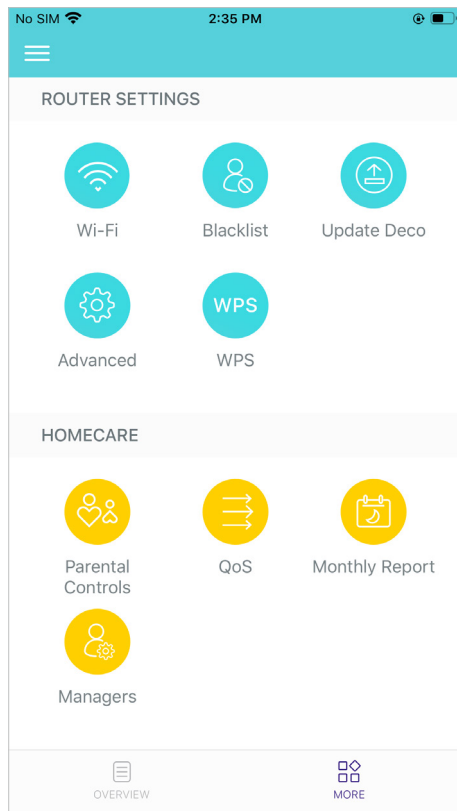 No SIM 2:35 PM
ROUTER SETTINGS
Wi-Fi Blacklist Update Deco
WPS
Advanced WPS
HOMECARE
Parental Controls QoS Monthly Report
Managers
OVERVIEW MORE